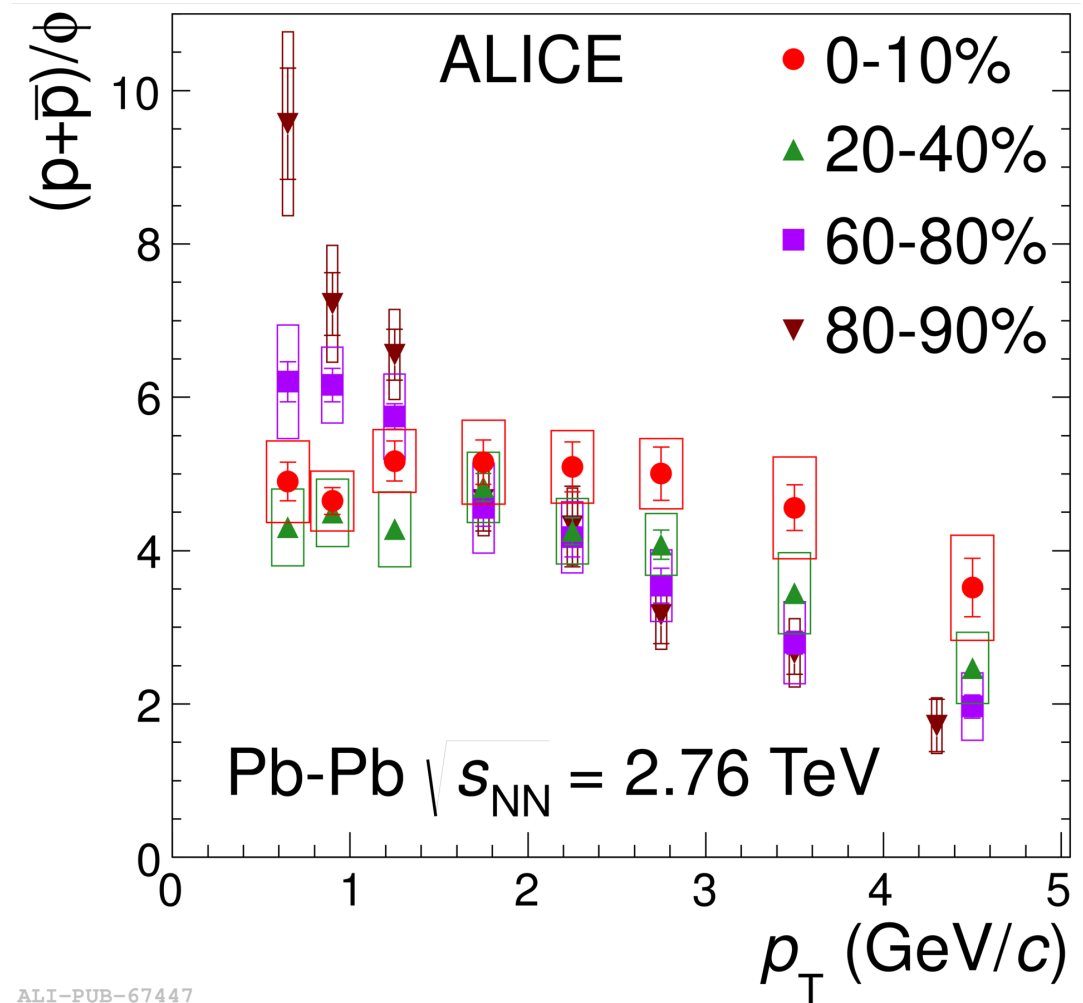 (p+p̅)/ϕ
ALICE
0-10%
20-40%
60-80%
80-90%
10
8
6
4
2
0
Pb-Pb √sNN = 2.76 TeV
0 1 2 3 4 5
pT (GeV/c)
ALI-PUB-67447